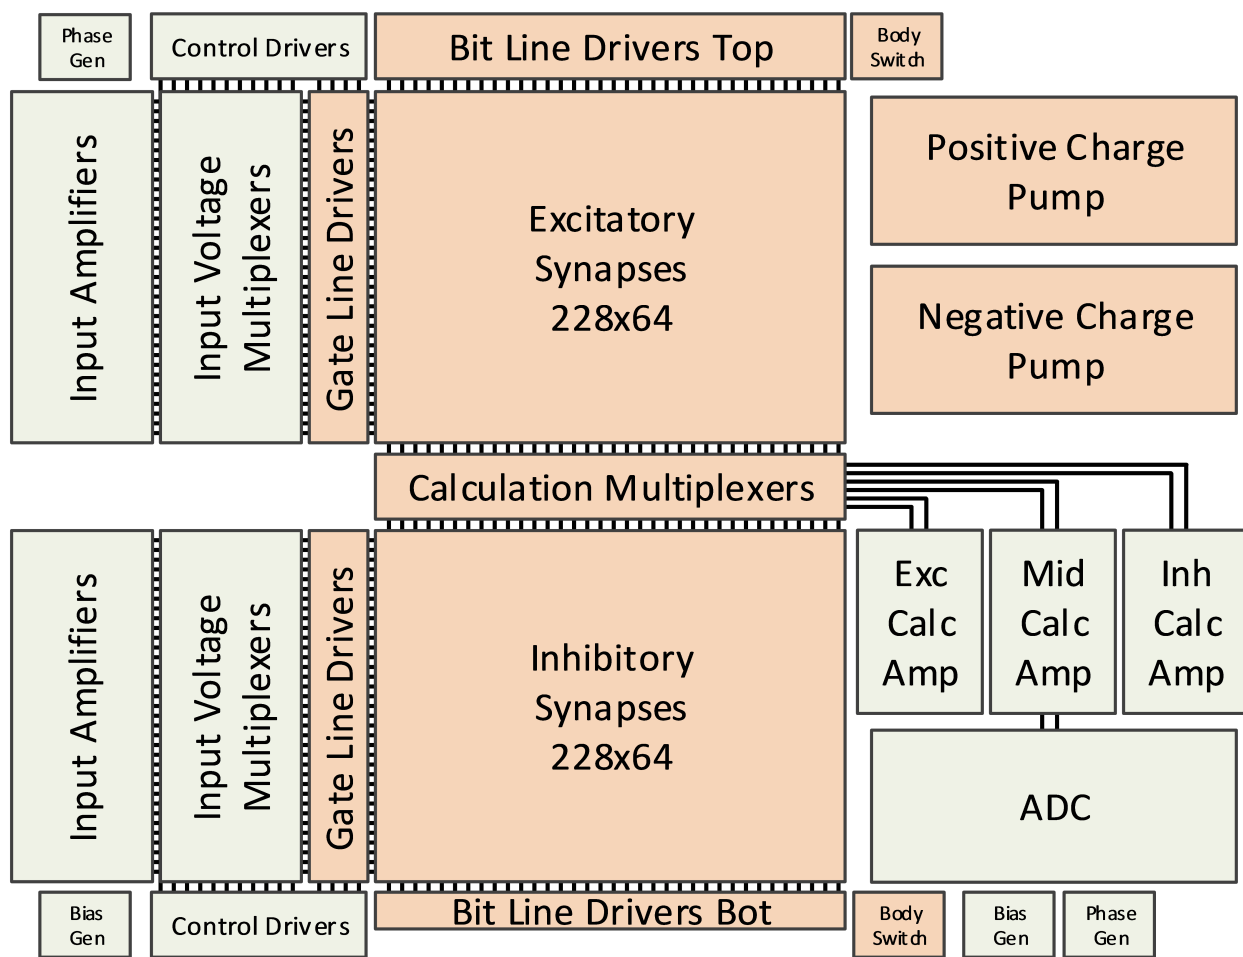 Phase
Gen
Control Drivers
Bit Line Drivers Top
Body
Switch
Input Amplifiers
Input Voltage
Multiplexers
Gate Line Drivers
Excitatory
Synapses
228x64
Positive Charge
Pump
Negative Charge
Pump
Calculation Multiplexers
Input Amplifiers
Input Voltage
Multiplexers
Gate Line Drivers
Inhibitory
Synapses
228x64
Exc
Calc
Amp
Mid
Calc
Amp
Inh
Calc
Amp
ADC
Bias
Gen
Control Drivers
Bit Line Drivers Bot
Body
Switch
Bias
Gen
Phase
Gen